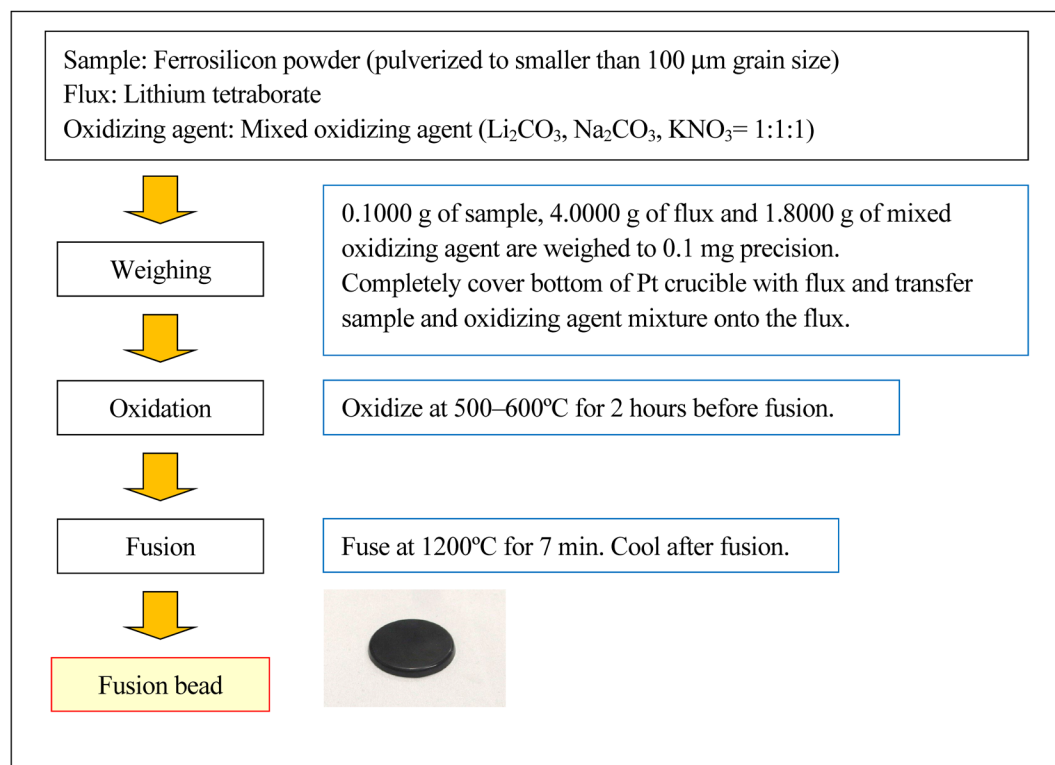 Sample: Ferrosilicon powder (pulverized to smaller than 100 μm grain size)
Flux: Lithium tetraborate
Oxidizing agent: Mixed oxidizing agent (Li₂CO₃, Na₂CO₃, KNO₃= 1:1:1)
Weighing
0.1000 g of sample, 4.0000 g of flux and 1.8000 g of mixed
oxidizing agent are weighed to 0.1 mg precision.
Completely cover bottom of Pt crucible with flux and transfer
sample and oxidizing agent mixture onto the flux.
Oxidation
Oxidize at 500–600ºC for 2 hours before fusion.
Fusion
Fuse at 1200ºC for 7 min. Cool after fusion.
Fusion bead